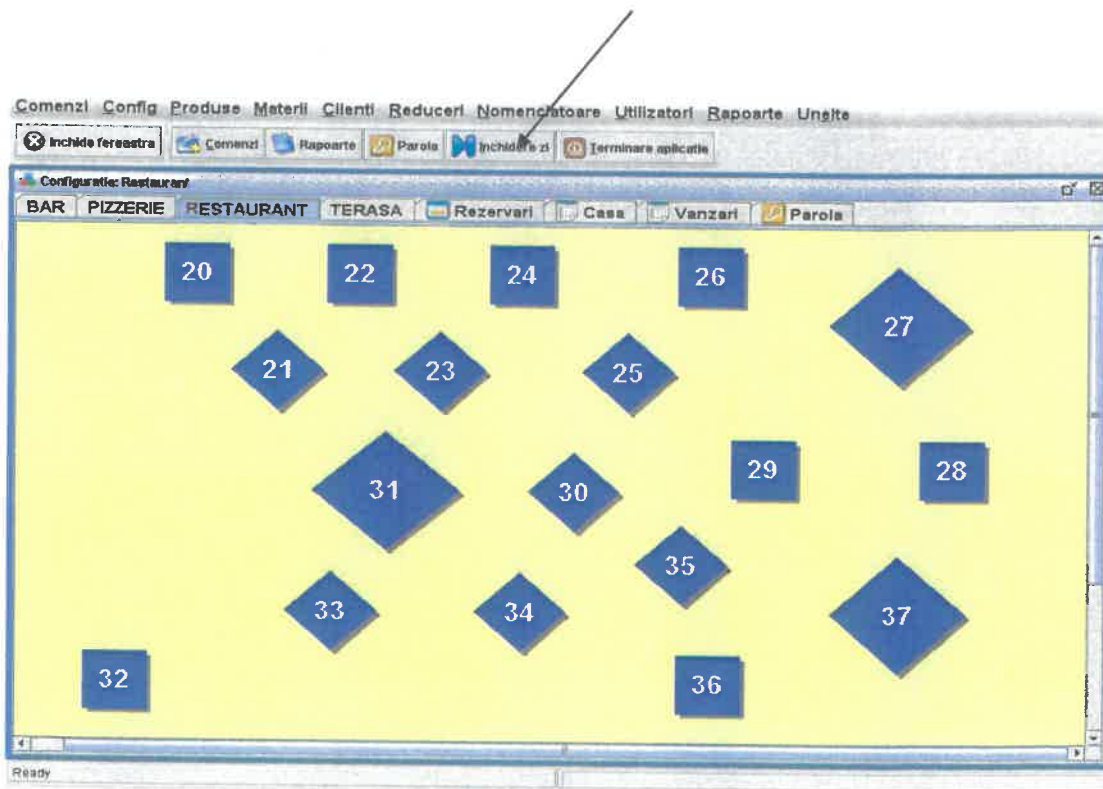 Comenzi Config Produse Materii Clienti Reduceri Nomenclatoare Utilizatori Rapoarte Unelte
Inchide fereastra Comenzi Rapoarte Parola Inchidere zi Terminare aplicatie
Configuratie: Restaurant
BAR PIZZERIE RESTAURANT TERASA Rezervari Casa Vanzari Parola
20 22 24 26
27
21 23 25
31 30 29 28
35
33 34 37
32 36
Ready